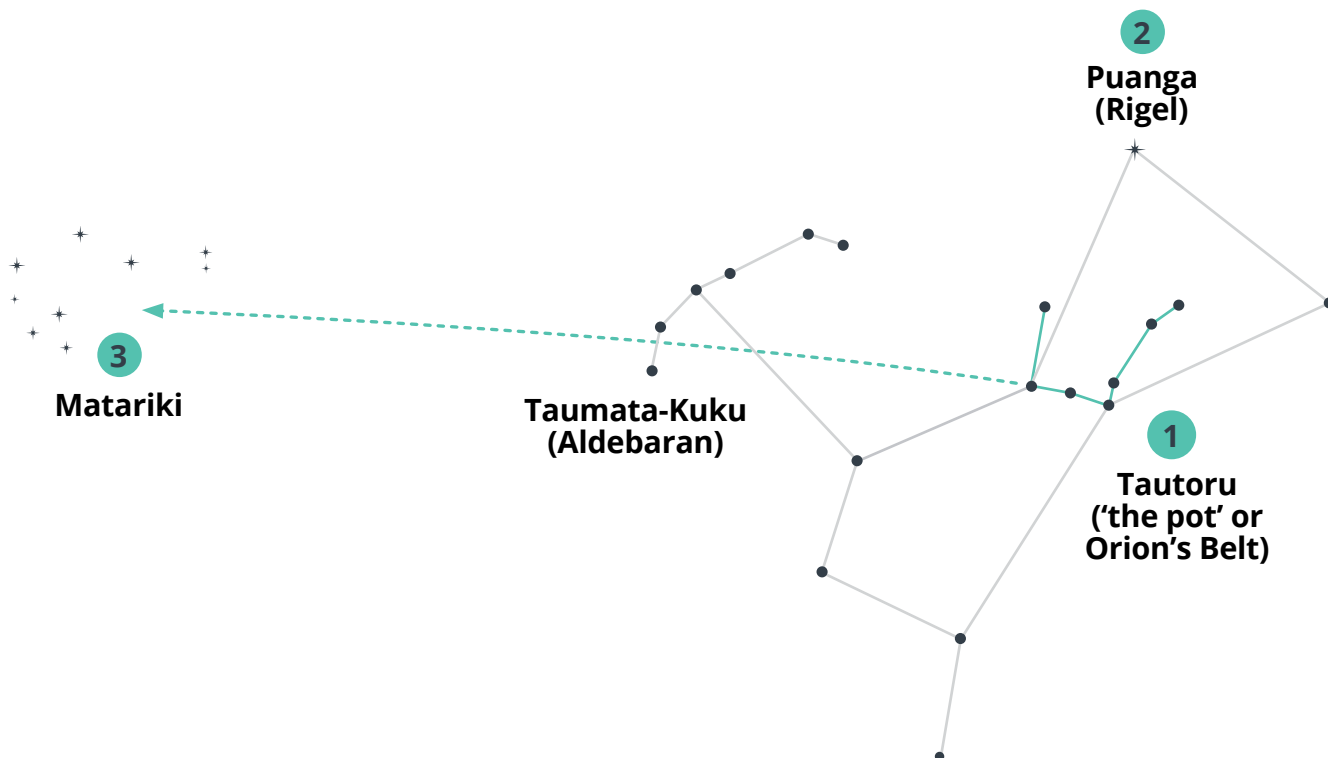 2
Puanga
(Rigel)
3
Matariki
Taumata-Kuku
(Aldebaran)
1
Tautoru
(‘the pot’ or
Orion’s Belt)